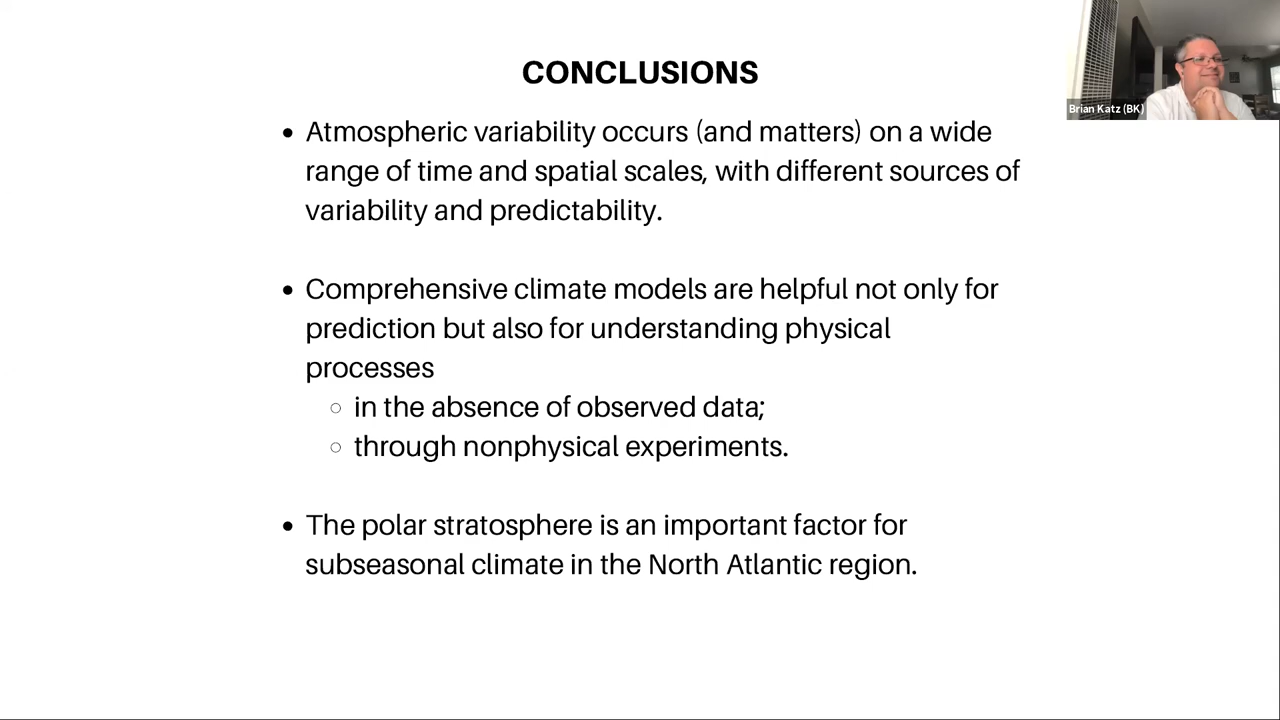 CONCLUSIONS
Brian Katz (BK)
• Atmospheric variability occurs (and matters) on a wide
range of time and spatial scales, with different sources of
variability and predictability.
• Comprehensive climate models are helpful not only for
prediction but also for understanding physical
processes
○ in the absence of observed data;
○ through nonphysical experiments.
• The polar stratosphere is an important factor for
subseasonal climate in the North Atlantic region.